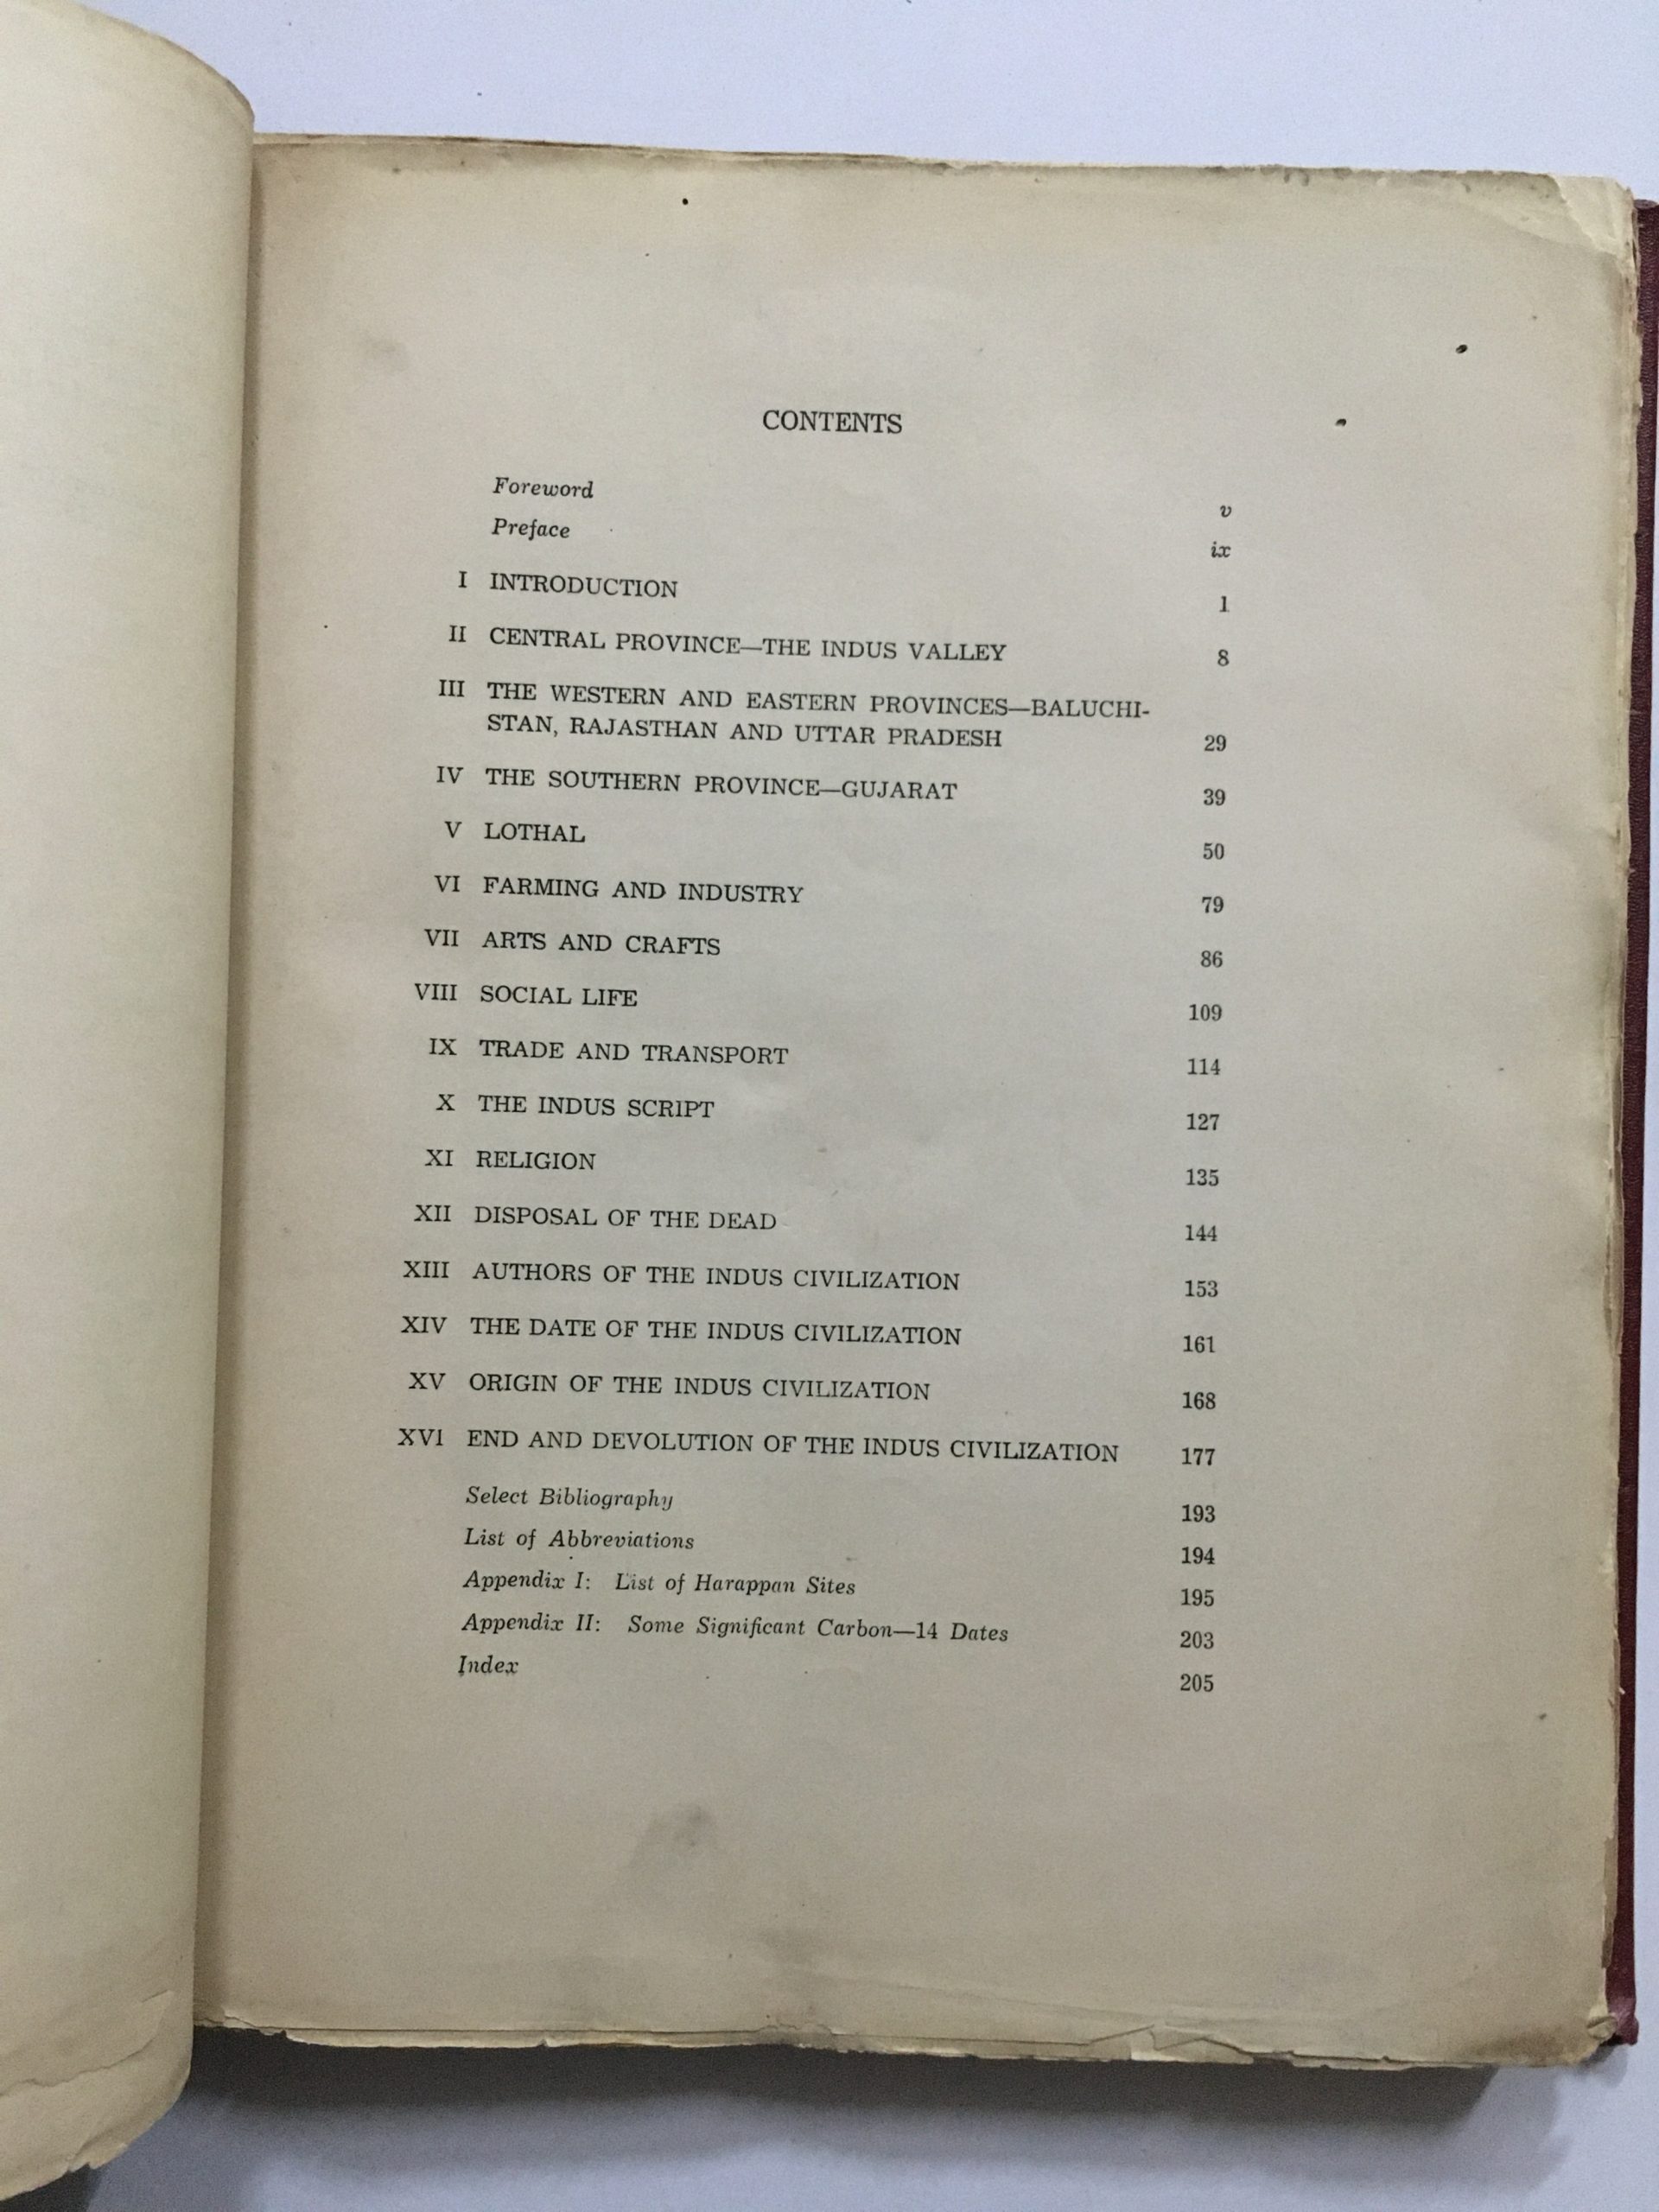 CONTENTS
Foreword v
Preface ix
I INTRODUCTION 1
II CENTRAL PROVINCE—THE INDUS VALLEY 8
III THE WESTERN AND EASTERN PROVINCES—BALUCHI-
STAN, RAJASTHAN AND UTTAR PRADESH 29
IV THE SOUTHERN PROVINCE—GUJARAT 39
V LOTHAL 50
VI FARMING AND INDUSTRY 79
VII ARTS AND CRAFTS 86
VIII SOCIAL LIFE 109
IX TRADE AND TRANSPORT 114
X THE INDUS SCRIPT 127
XI RELIGION 135
XII DISPOSAL OF THE DEAD 144
XIII AUTHORS OF THE INDUS CIVILIZATION 153
XIV THE DATE OF THE INDUS CIVILIZATION 161
XV ORIGIN OF THE INDUS CIVILIZATION 168
XVI END AND DEVOLUTION OF THE INDUS CIVILIZATION 177
Select Bibliography 193
List of Abbreviations 194
Appendix I: List of Harappan Sites 195
Appendix II: Some Significant Carbon—14 Dates 203
Index 205